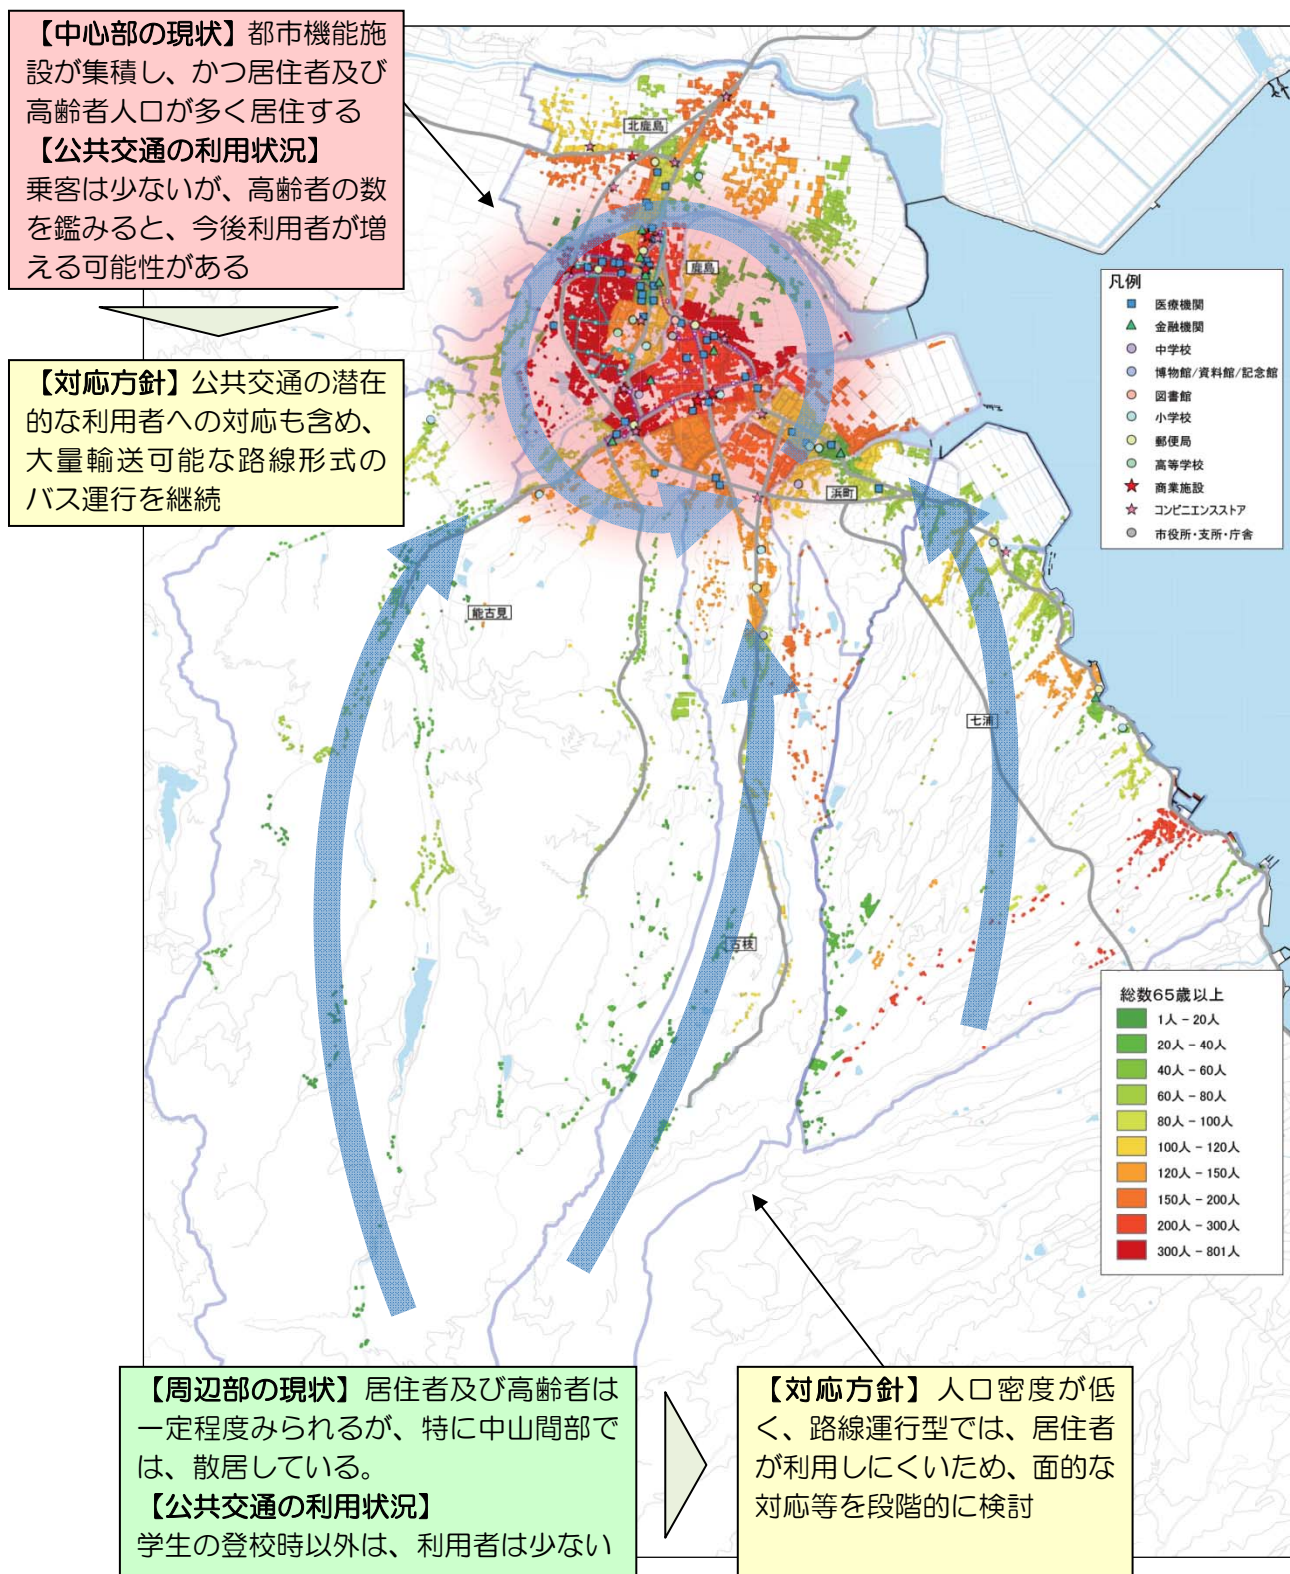 【中心部の現状】都市機能施
設が集積し、かつ居住者及び
高齢者人口が多く居住する
【公共交通の利用状況】
乗客は少ないが、高齢者の数
を鑑みると、今後利用者が増
える可能性がある
【対応方針】公共交通の潜在
的な利用者への対応も含め、
大量輸送可能な路線形式の
バス運行を継続
北鹿島
鹿島
浜町
能古見
七浦
古枝
凡例
医療機関
金融機関
中学校
博物館/資料館/記念館
図書館
小学校
郵便局
高等学校
商業施設
コンビニエンスストア
市役所・支所・庁舎
総数65歳以上
1人 - 20人
20人 - 40人
40人 - 60人
60人 - 80人
80人 - 100人
100人 - 120人
120人 - 150人
150人 - 200人
200人 - 300人
300人 - 801人
【周辺部の現状】居住者及び高齢者は
一定程度みられるが、特に中山間部で
は、散居している。
【公共交通の利用状況】
学生の登校時以外は、利用者は少ない
【対応方針】人口密度が低
く、路線運行型では、居住者
が利用しにくいため、面的な
対応等を段階的に検討